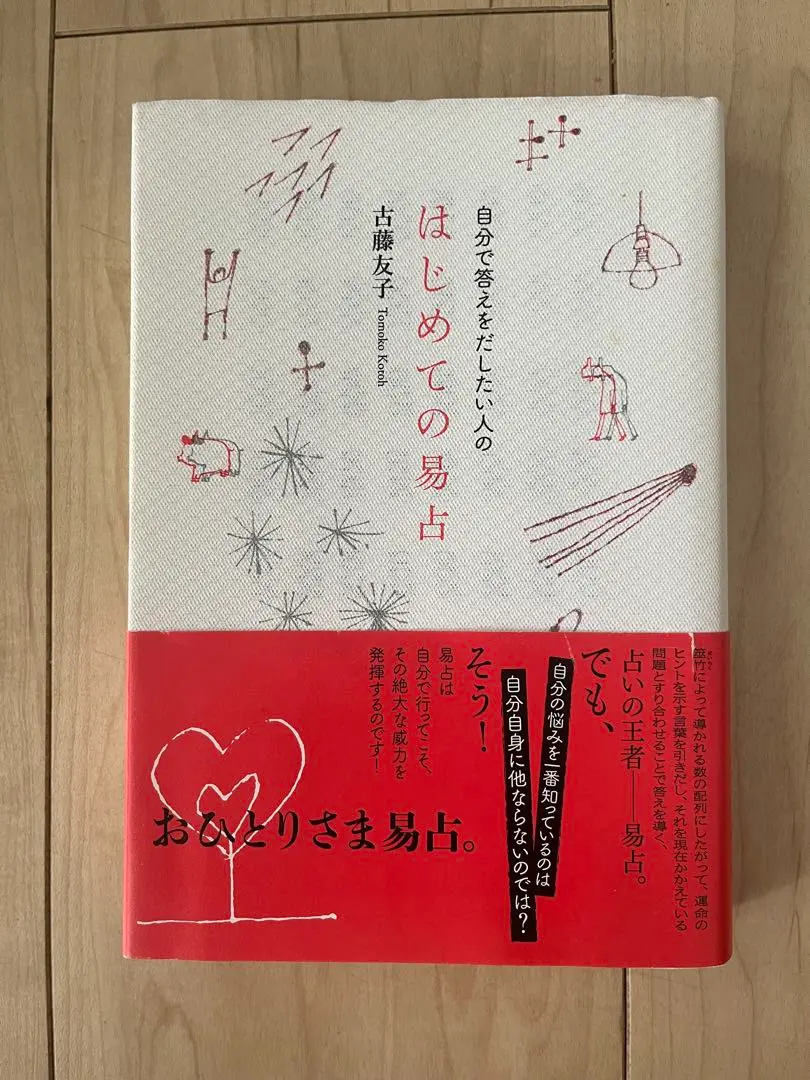 自分で答えをだしたい人の
はじめての易占
古藤友子
Tomoko Kotoh
筮竹によって導かれる数の配列にしたがって、運命の
ぜいちく
ヒントを示す言葉を引きだし、それを現在かかえている
問題とすり合わせることで答えを導く、
占いの王者――易占。
でも、
自分の悩みを一番知っているのは
自分自身に他ならないのでは?
そう!
易占は
自分で行ってこそ、
その絶大な威力を
発揮するのです!
おひとりさま易占。